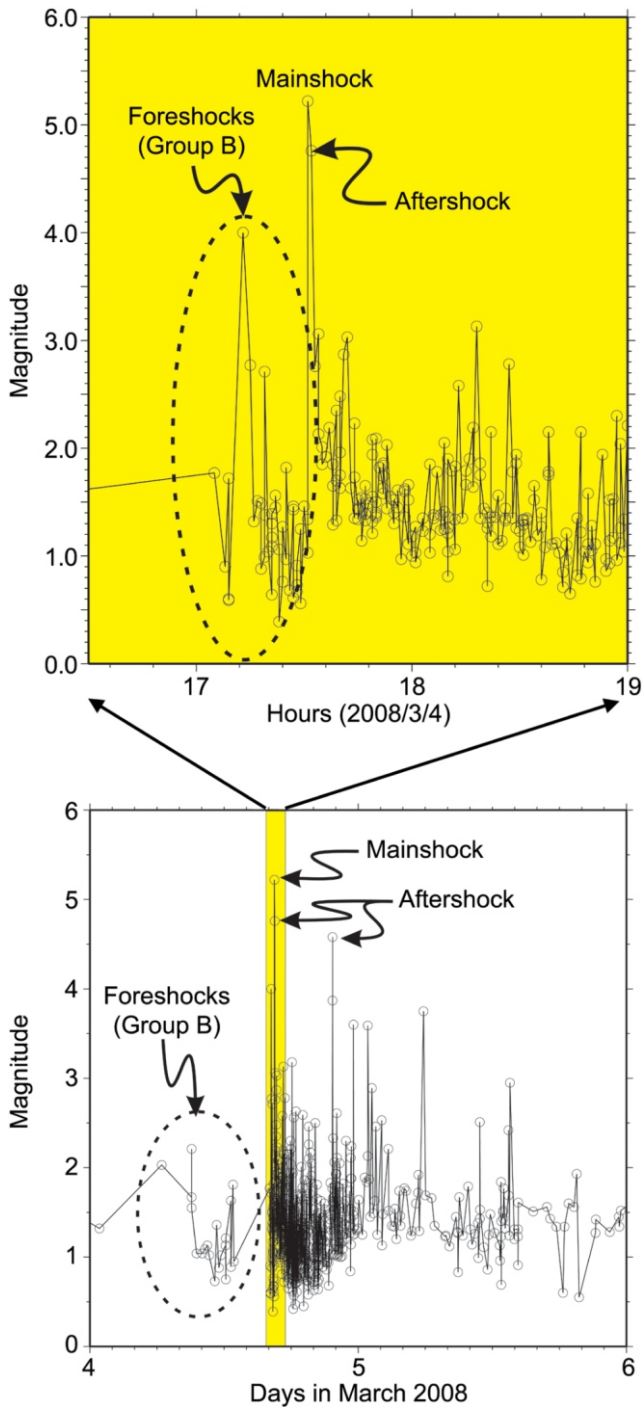 6.0
5.0
4.0
3.0
2.0
1.0
0.0
Magnitude
Mainshock
Foreshocks
(Group B)
Aftershock
17
18
19
Hours (2008/3/4)
6
5
4
3
2
1
0
Magnitude
Mainshock
Aftershock
Foreshocks
(Group B)
4
5
6
Days in March 2008